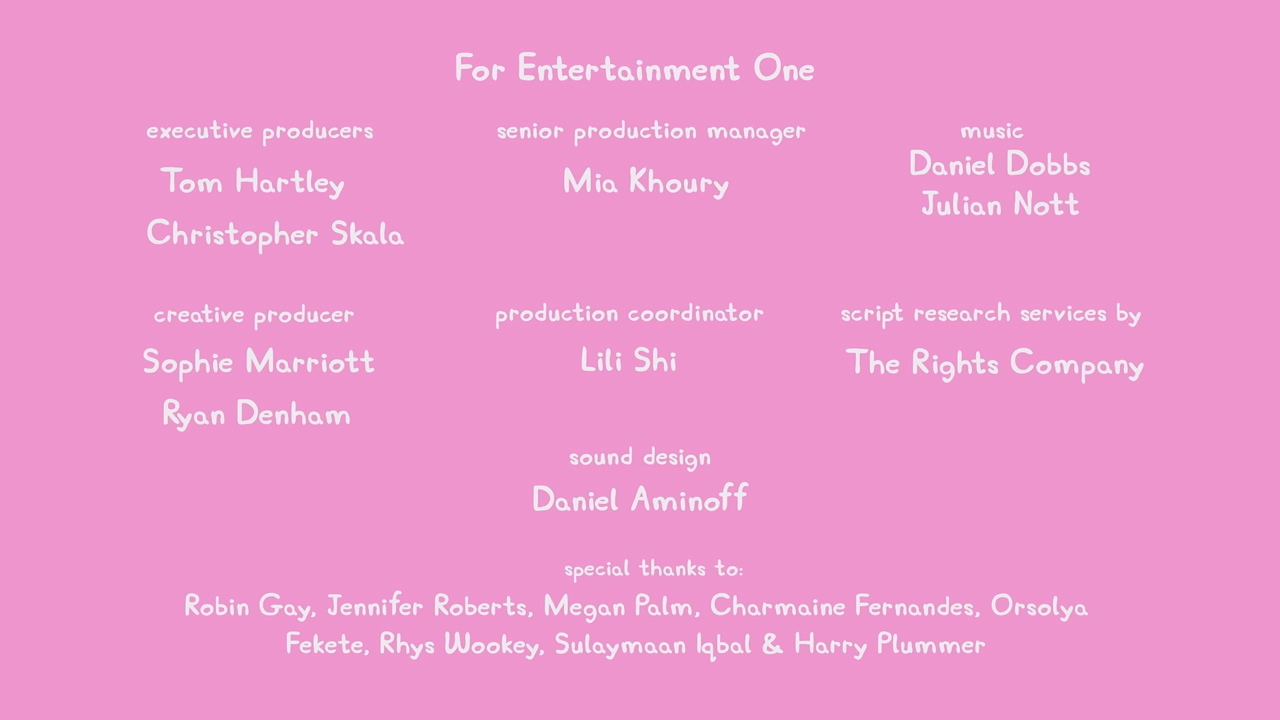 For Entertainment One
executive producers
Tom Hartley
Christopher Skala
senior production manager
Mia Khoury
music
Daniel Dobbs
Julian Nott
creative producer
Sophie Marriott
Ryan Denham
production coordinator
Lili Shi
script research services by
The Rights Company
sound design
Daniel Aminoff
special thanks to:
Robin Gay, Jennifer Roberts, Megan Palm, Charmaine Fernandes, Orsolya
Fekete, Rhys Wookey, Sulaymaan Iqbal & Harry Plummer